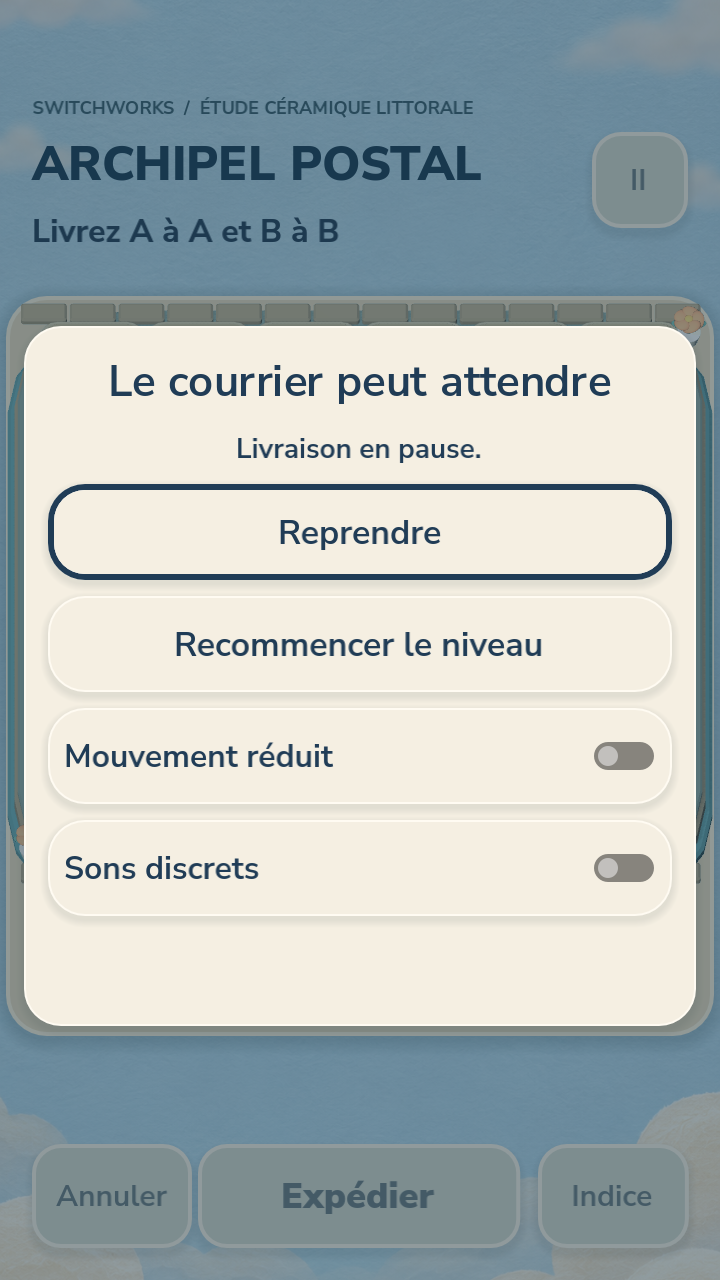 SWITCHWORKS / ÉTUDE CÉRAMIQUE LITTORALE
ARCHIPEL POSTAL
Livrez A à A et B à B
Le courrier peut attendre
Livraison en pause.
Reprendre
Recommencer le niveau
Mouvement réduit
Sons discrets
Annuler
Expédier
Indice